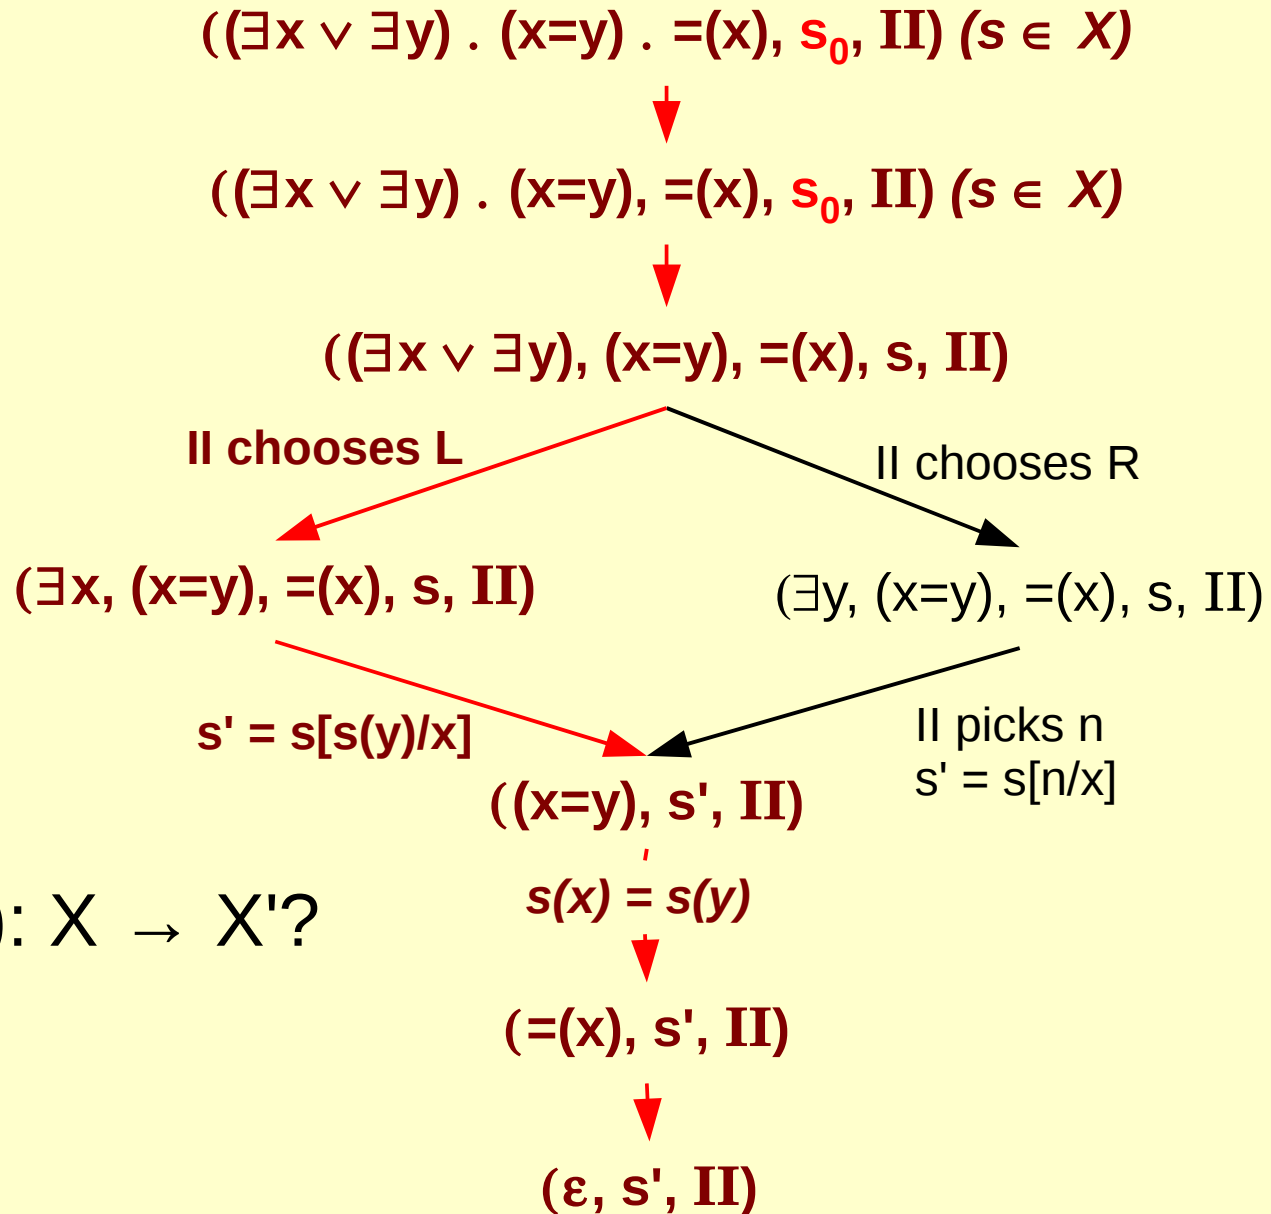 ((∃x ∨ ∃y) . (x=y) . =(x), s₀, II) (s ∈ X)
((∃x ∨ ∃y) . (x=y), =(x), s₀, II) (s ∈ X)
((∃x ∨ ∃y), (x=y), =(x), s, II)
II chooses L
II chooses R
(∃x, (x=y), =(x), s, II)
(∃y, (x=y), =(x), s, II)
s' = s[s(y)/x]
II picks n
s' = s[n/x]
((x=y), s', II)
s(x) = s(y)
): X → X'?
(=(x), s', II)
(ε, s', II)